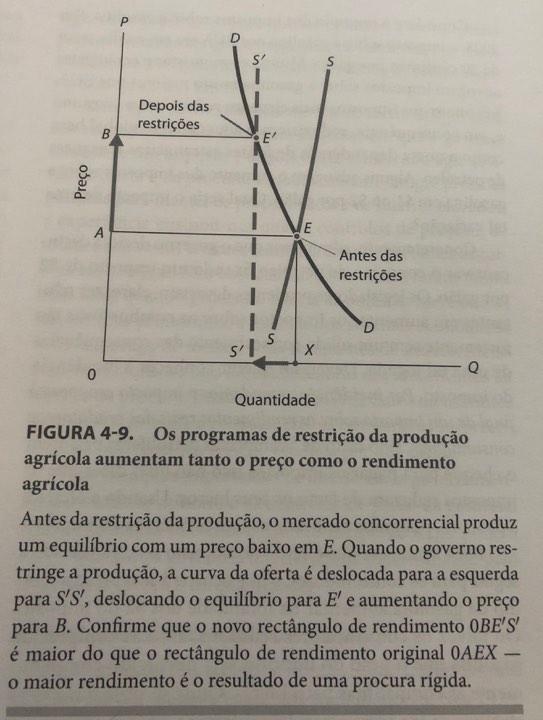 P
D
S′
S
Depois das
restrições
B
E′
Preço
A
E
Antes das
restrições
S
D
S′
X
0
Q
Quantidade
FIGURA 4-9. Os programas de restrição da produção
agrícola aumentam tanto o preço como o rendimento
agrícola
Antes da restrição da produção, o mercado concorrencial produz
um equilíbrio com um preço baixo em E. Quando o governo res-
tringe a produção, a curva da oferta é deslocada para a esquerda
para S′S′, deslocando o equilíbrio para E′ e aumentando o preço
para B. Confirme que o novo rectângulo de rendimento 0BE′S′
é maior do que o rectângulo de rendimento original 0AEX —
o maior rendimento é o resultado de uma procura rígida.